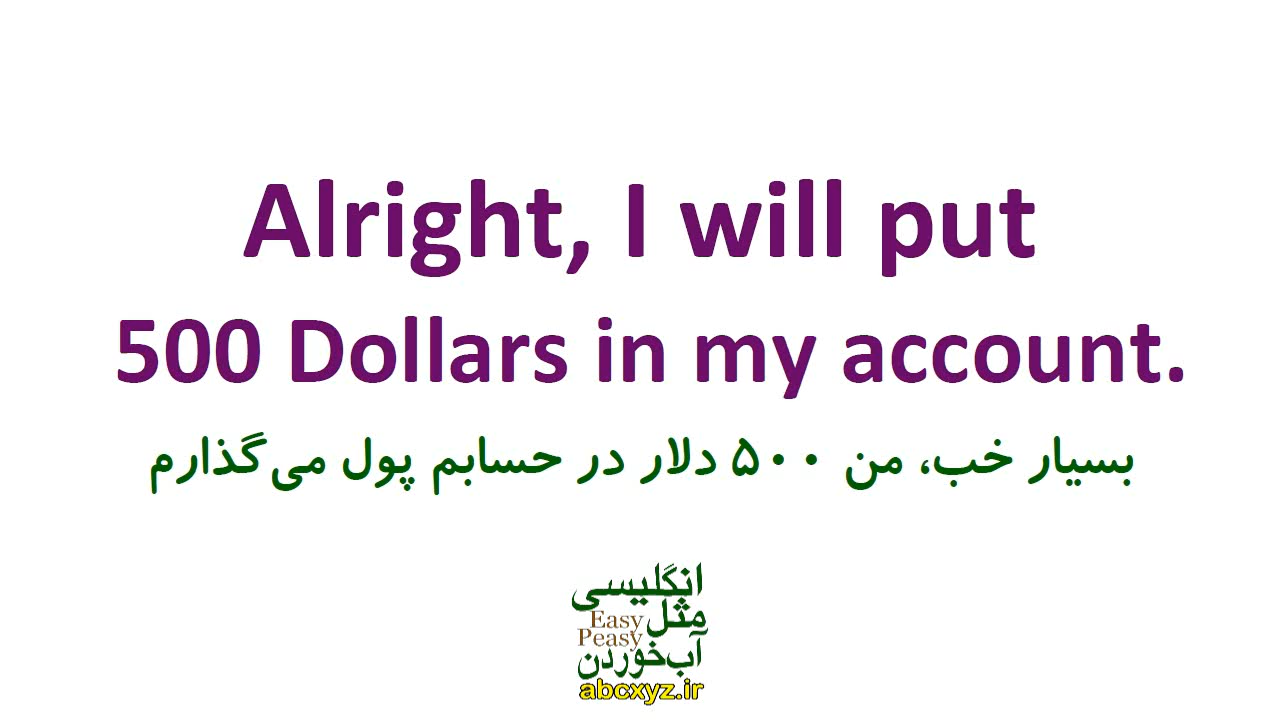 Alright, I will put
500 Dollars in my account.
بسیار خب، من ۵۰۰ دلار در حسابم پول می‌گذارم
انگلیسی
مثل
Easy
Peasy
آب‌خوردن
abcxyz.ir